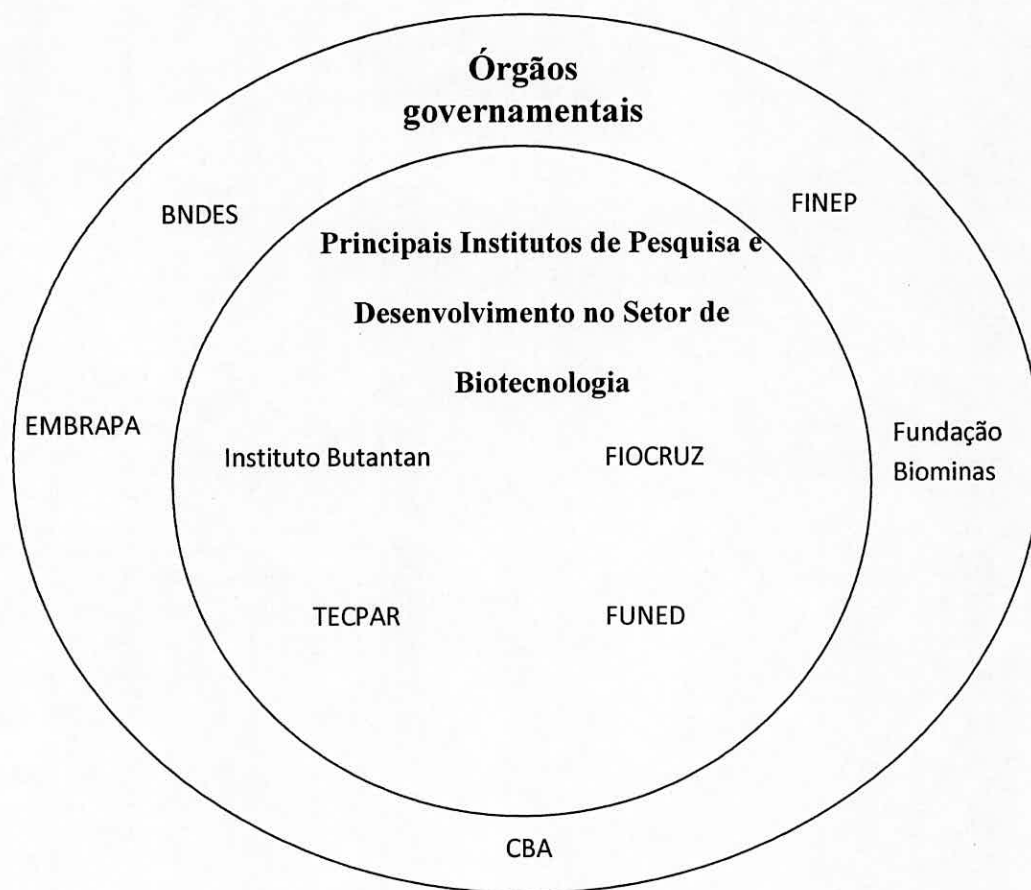 Órgãos
governamentais
BNDES
FINEP
Principais Institutos de Pesquisa e
Desenvolvimento no Setor de
Biotecnologia
EMBRAPA
Fundação
Biominas
Instituto Butantan
FIOCRUZ
TECPAR
FUNED
CBA